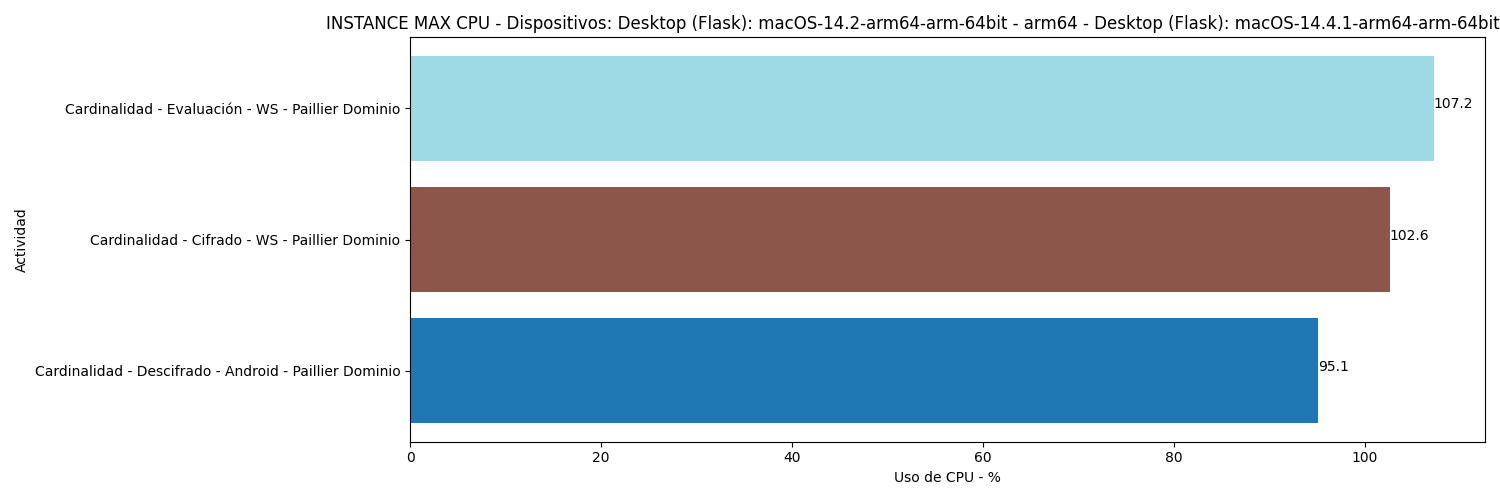 INSTANCE MAX CPU - Dispositivos: Desktop (Flask): macOS-14.2-arm64-arm-64bit - arm64 - Desktop (Flask): macOS-14.4.1-arm64-arm-64bit
Cardinalidad - Evaluación - WS - Paillier Dominio
107.2
Cardinalidad - Cifrado - WS - Paillier Dominio
102.6
Actividad
Cardinalidad - Descifrado - Android - Paillier Dominio
95.1
0 20 40 60 80 100
Uso de CPU - %